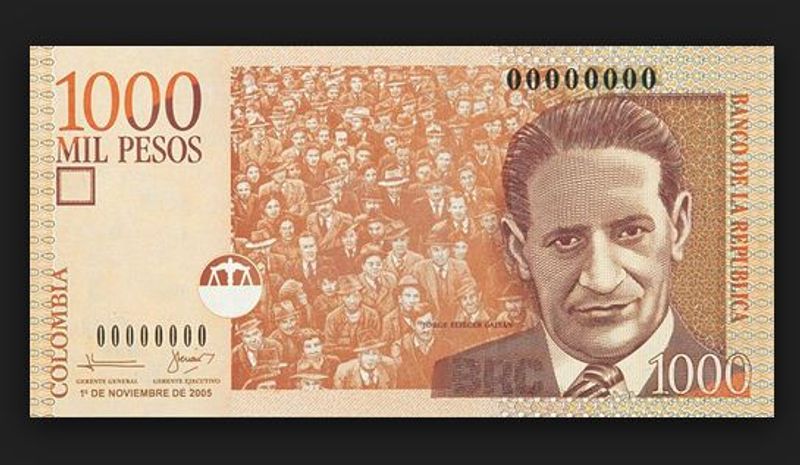 1000
MIL PESOS
00000000
BANCO DE LA REPUBLICA
COLOMBIA
00000000
JORGE ELIECER GAITAN
GERENTE GENERAL GERENTE EJECUTIVO
1º DE NOVIEMBRE DE 2005
BRC
1000